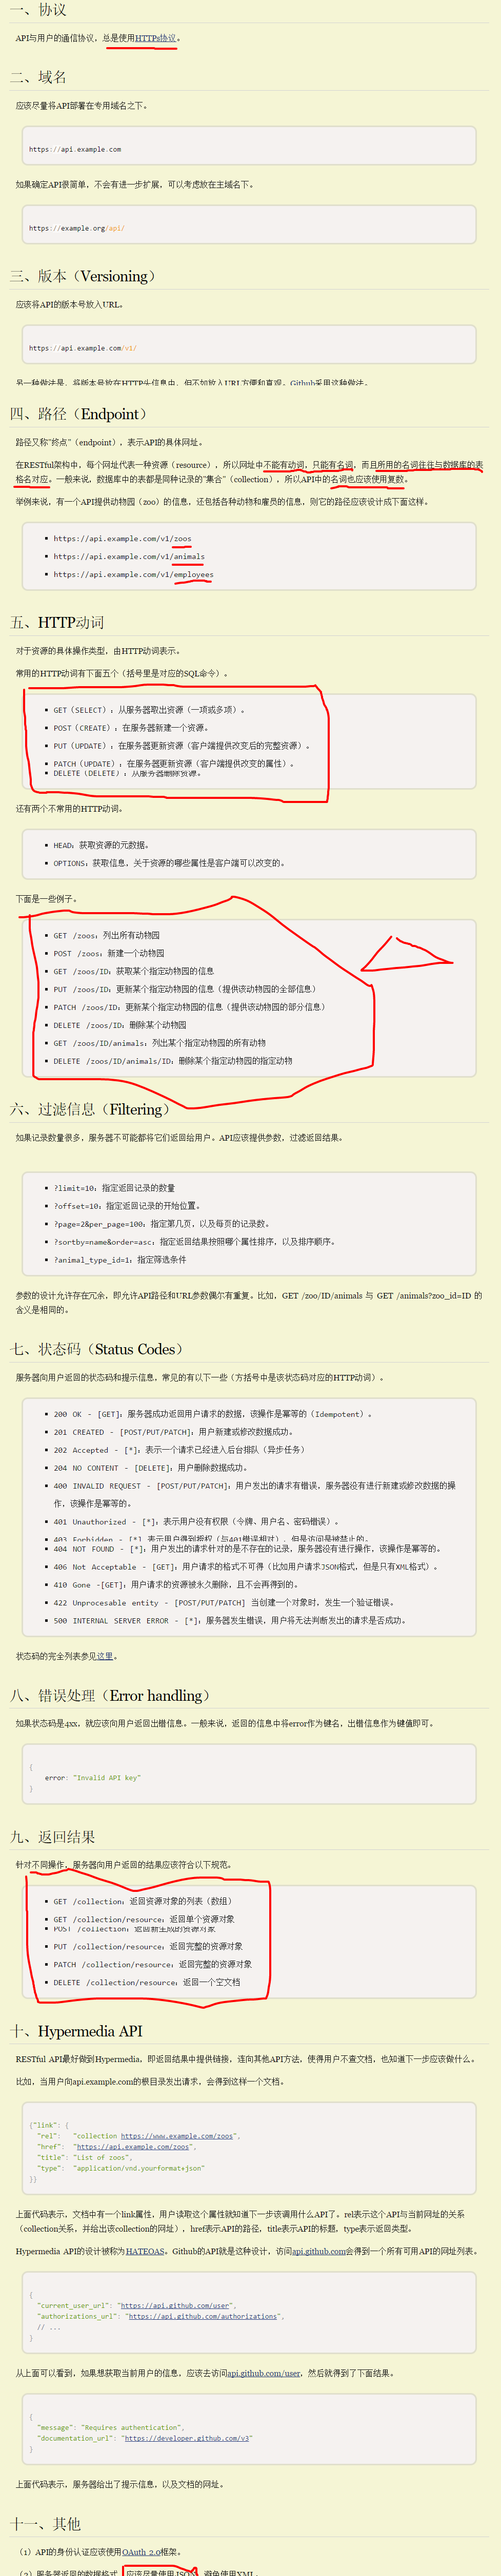 一、协议
API与用户的通信协议，总是使用HTTPs协议。
二、域名
应该尽量将API部署在专用域名之下。
https://api.example.com
如果确定API很简单，不会有进一步扩展，可以考虑放在主域名下。
https://example.org/api/
三、版本（Versioning）
应该将API的版本号放入URL。
https://api.example.com/v1/
另一种做法是，将版本号放在HTTP头信息中，但不如放入URL方便和直观。Github采用这种做法。
四、路径（Endpoint）
路径又称"终点"（endpoint），表示API的具体网址。
在RESTful架构中，每个网址代表一种资源（resource），所以网址中不能有动词，只能有名词，而且所用的名词往往与数据库的表
格名对应。一般来说，数据库中的表都是同种记录的"集合"（collection），所以API中的名词也应该使用复数。
举例来说，有一个API提供动物园（zoo）的信息，还包括各种动物和雇员的信息，则它的路径应该设计成下面这样。
https://api.example.com/v1/zoos
https://api.example.com/v1/animals
https://api.example.com/v1/employees
五、HTTP动词
对于资源的具体操作类型，由HTTP动词表示。
常用的HTTP动词有下面五个（括号里是对应的SQL命令）。
GET（SELECT）：从服务器取出资源（一项或多项）。
POST（CREATE）：在服务器新建一个资源。
PUT（UPDATE）：在服务器更新资源（客户端提供改变后的完整资源）。
PATCH（UPDATE）：在服务器更新资源（客户端提供改变的属性）。
DELETE（DELETE）：从服务器删除资源。
还有两个不常用的HTTP动词。
HEAD：获取资源的元数据。
OPTIONS：获取信息，关于资源的哪些属性是客户端可以改变的。
下面是一些例子。
GET /zoos：列出所有动物园
POST /zoos：新建一个动物园
GET /zoos/ID：获取某个指定动物园的信息
PUT /zoos/ID：更新某个指定动物园的信息（提供该动物园的全部信息）
PATCH /zoos/ID：更新某个指定动物园的信息（提供该动物园的部分信息）
DELETE /zoos/ID：删除某个动物园
GET /zoos/ID/animals：列出某个指定动物园的所有动物
DELETE /zoos/ID/animals/ID：删除某个指定动物园的指定动物
六、过滤信息（Filtering）
如果记录数量很多，服务器不可能都将它们返回给用户。API应该提供参数，过滤返回结果。
?limit=10：指定返回记录的数量
?offset=10：指定返回记录的开始位置。
?page=2&per_page=100：指定第几页，以及每页的记录数。
?sortby=name&order=asc：指定返回结果按照哪个属性排序，以及排序顺序。
?animal_type_id=1：指定筛选条件
参数的设计允许存在冗余，即允许API路径和URL参数偶尔有重复。比如，GET /zoo/ID/animals 与 GET /animals?zoo_id=ID 的
含义是相同的。
七、状态码（Status Codes）
服务器向用户返回的状态码和提示信息，常见的有以下一些（方括号中是该状态码对应的HTTP动词）。
200 OK - [GET]：服务器成功返回用户请求的数据，该操作是幂等的（Idempotent）。
201 CREATED - [POST/PUT/PATCH]：用户新建或修改数据成功。
202 Accepted - [*]：表示一个请求已经进入后台排队（异步任务）
204 NO CONTENT - [DELETE]：用户删除数据成功。
400 INVALID REQUEST - [POST/PUT/PATCH]：用户发出的请求有错误，服务器没有进行新建或修改数据的操
作，该操作是幂等的。
401 Unauthorized - [*]：表示用户没有权限（令牌、用户名、密码错误）。
403 Forbidden - [*] 表示用户得到授权（与401错误相对），但是访问是被禁止的。
404 NOT FOUND - [*]：用户发出的请求针对的是不存在的记录，服务器没有进行操作，该操作是幂等的。
406 Not Acceptable - [GET]：用户请求的格式不可得（比如用户请求JSON格式，但是只有XML格式）。
410 Gone -[GET]：用户请求的资源被永久删除，且不会再得到的。
422 Unprocesable entity - [POST/PUT/PATCH] 当创建一个对象时，发生一个验证错误。
500 INTERNAL SERVER ERROR - [*]：服务器发生错误，用户将无法判断发出的请求是否成功。
状态码的完全列表参见这里。
八、错误处理（Error handling）
如果状态码是4xx，就应该向用户返回出错信息。一般来说，返回的信息中将error作为键名，出错信息作为键值即可。
{
error: "Invalid API key"
}
九、返回结果
针对不同操作，服务器向用户返回的结果应该符合以下规范。
GET /collection：返回资源对象的列表（数组）
GET /collection/resource：返回单个资源对象
POST /collection：返回新生成的资源对象
PUT /collection/resource：返回完整的资源对象
PATCH /collection/resource：返回完整的资源对象
DELETE /collection/resource：返回一个空文档
十、Hypermedia API
RESTful API最好做到Hypermedia，即返回结果中提供链接，连向其他API方法，使得用户不查文档，也知道下一步应该做什么。
比如，当用户向api.example.com的根目录发出请求，会得到这样一个文档。
{"link": {
"rel": "collection https://www.example.com/zoos",
"href": "https://api.example.com/zoos",
"title": "List of zoos",
"type": "application/vnd.yourformat+json"
}}
上面代码表示，文档中有一个link属性，用户读取这个属性就知道下一步该调用什么API了。rel表示这个API与当前网址的关系
（collection关系，并给出该collection的网址），href表示API的路径，title表示API的标题，type表示返回类型。
Hypermedia API的设计被称为HATEOAS。Github的API就是这种设计，访问api.github.com会得到一个所有可用API的网址列表。
{
"current_user_url": "https://api.github.com/user",
"authorizations_url": "https://api.github.com/authorizations",
// ...
}
从上面可以看到，如果想获取当前用户的信息，应该去访问api.github.com/user，然后就得到了下面结果。
{
"message": "Requires authentication",
"documentation_url": "https://developer.github.com/v3"
}
上面代码表示，服务器给出了提示信息，以及文档的网址。
十一、其他
（1）API的身份认证应该使用OAuth 2.0框架。
（2）服务器返回的数据格式，应该尽量使用JSON，避免使用XML。